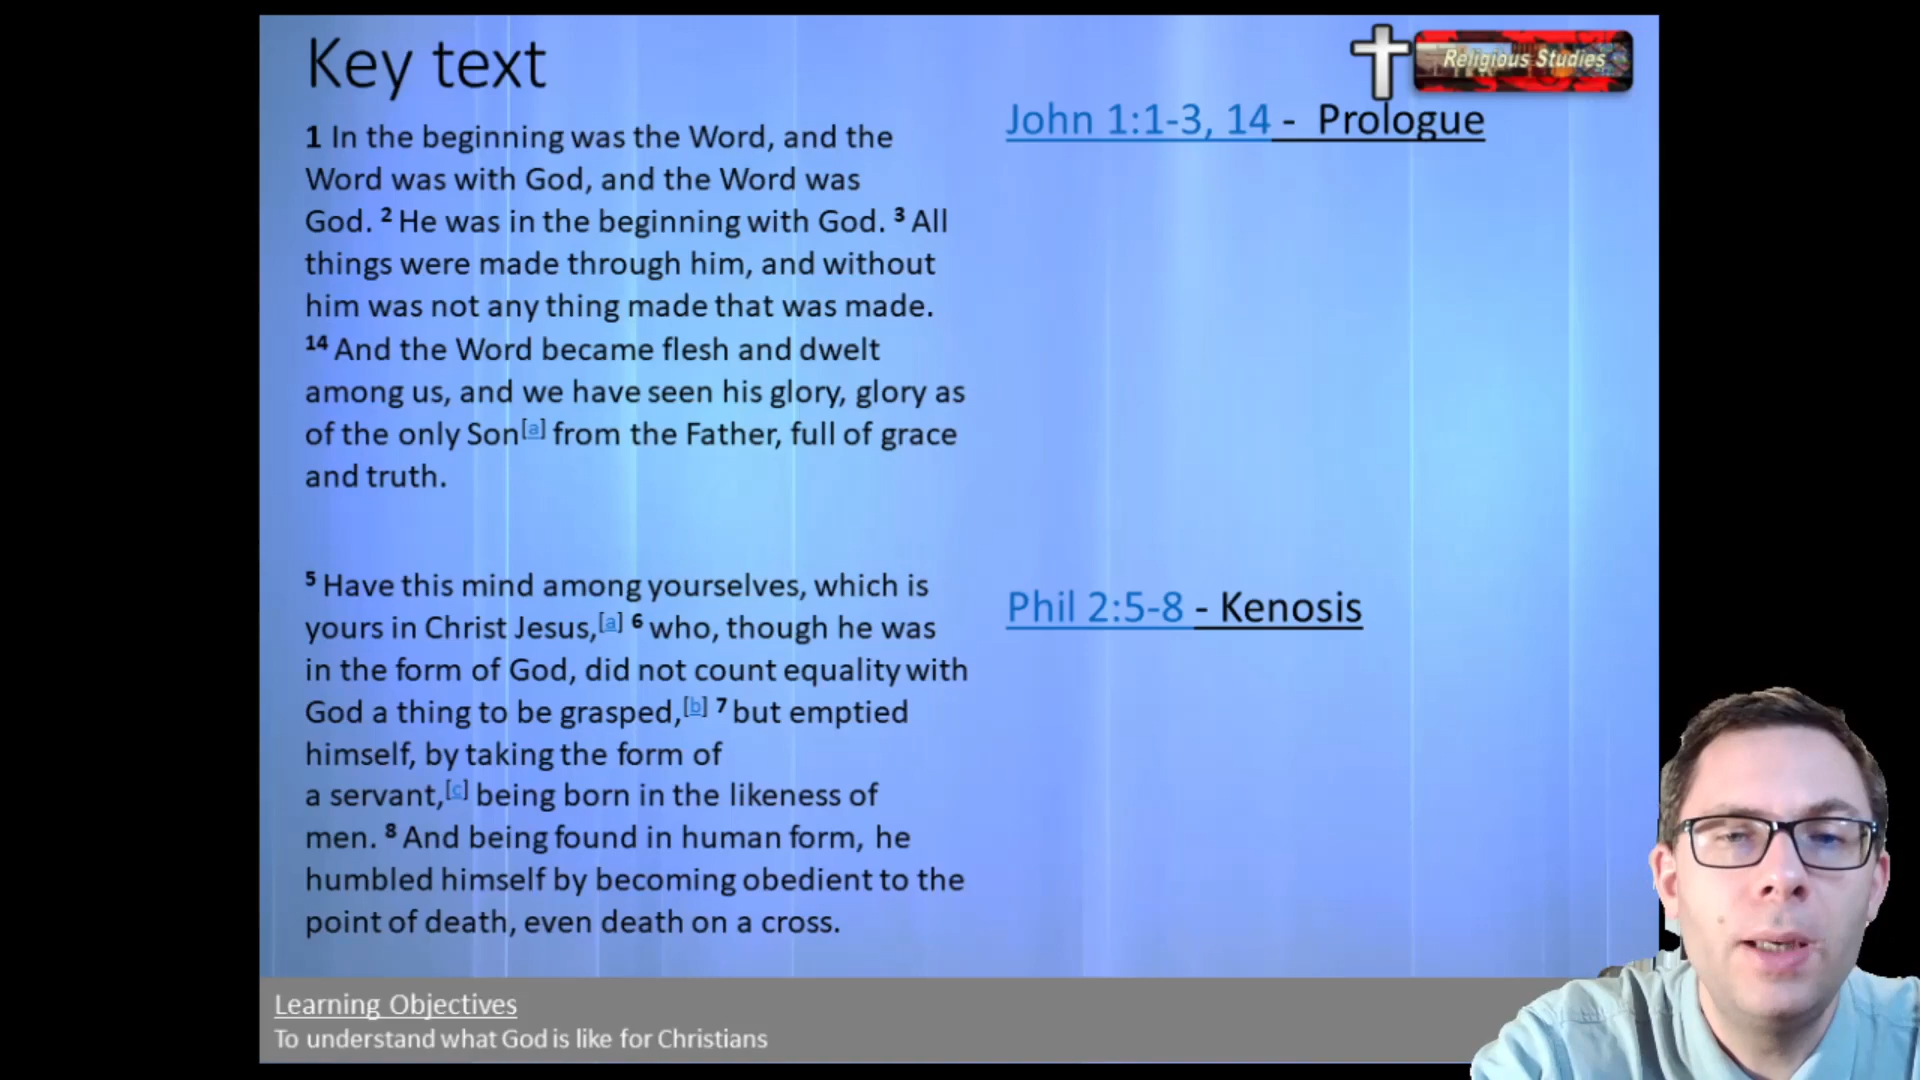 Key text
Religious Studies
John 1:1-3, 14 - Prologue
1 In the beginning was the Word, and the
Word was with God, and the Word was
God. 2 He was in the beginning with God. 3 All
things were made through him, and without
him was not any thing made that was made.
14 And the Word became flesh and dwelt
among us, and we have seen his glory, glory as
of the only Son[a] from the Father, full of grace
and truth.
Phil 2:5-8 - Kenosis
5 Have this mind among yourselves, which is
yours in Christ Jesus,[a] 6 who, though he was
in the form of God, did not count equality with
God a thing to be grasped,[b] 7 but emptied
himself, by taking the form of
a servant,[c] being born in the likeness of
men. 8 And being found in human form, he
humbled himself by becoming obedient to the
point of death, even death on a cross.
Learning Objectives
To understand what God is like for Christians